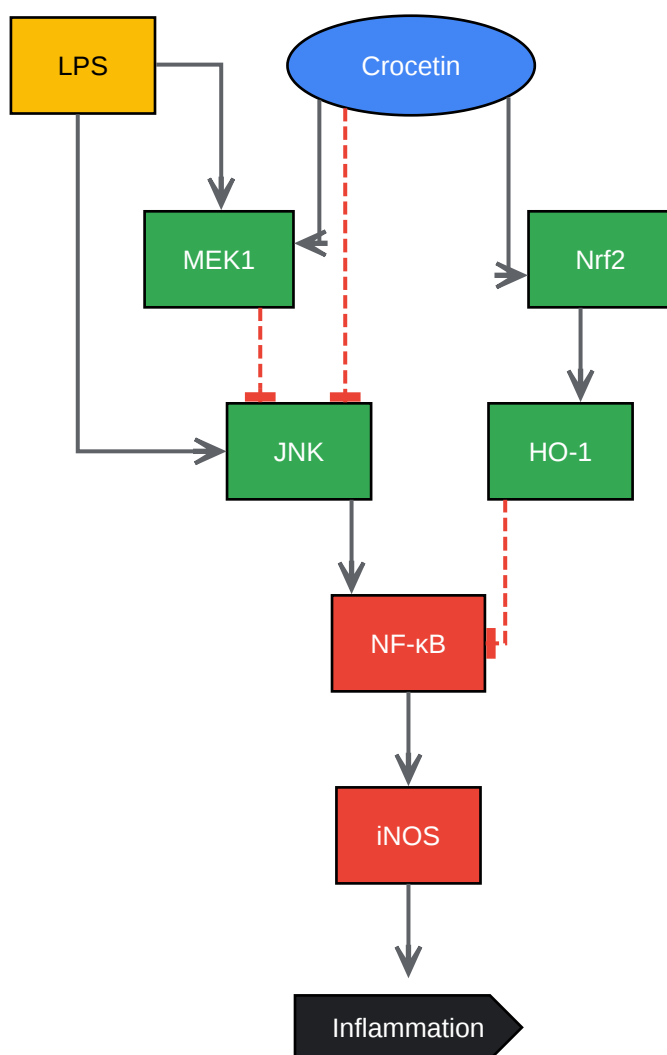 LPS
Crocetin
MEK1
Nrf2
JNK
HO-1
NF-κB
iNOS
Inflammation